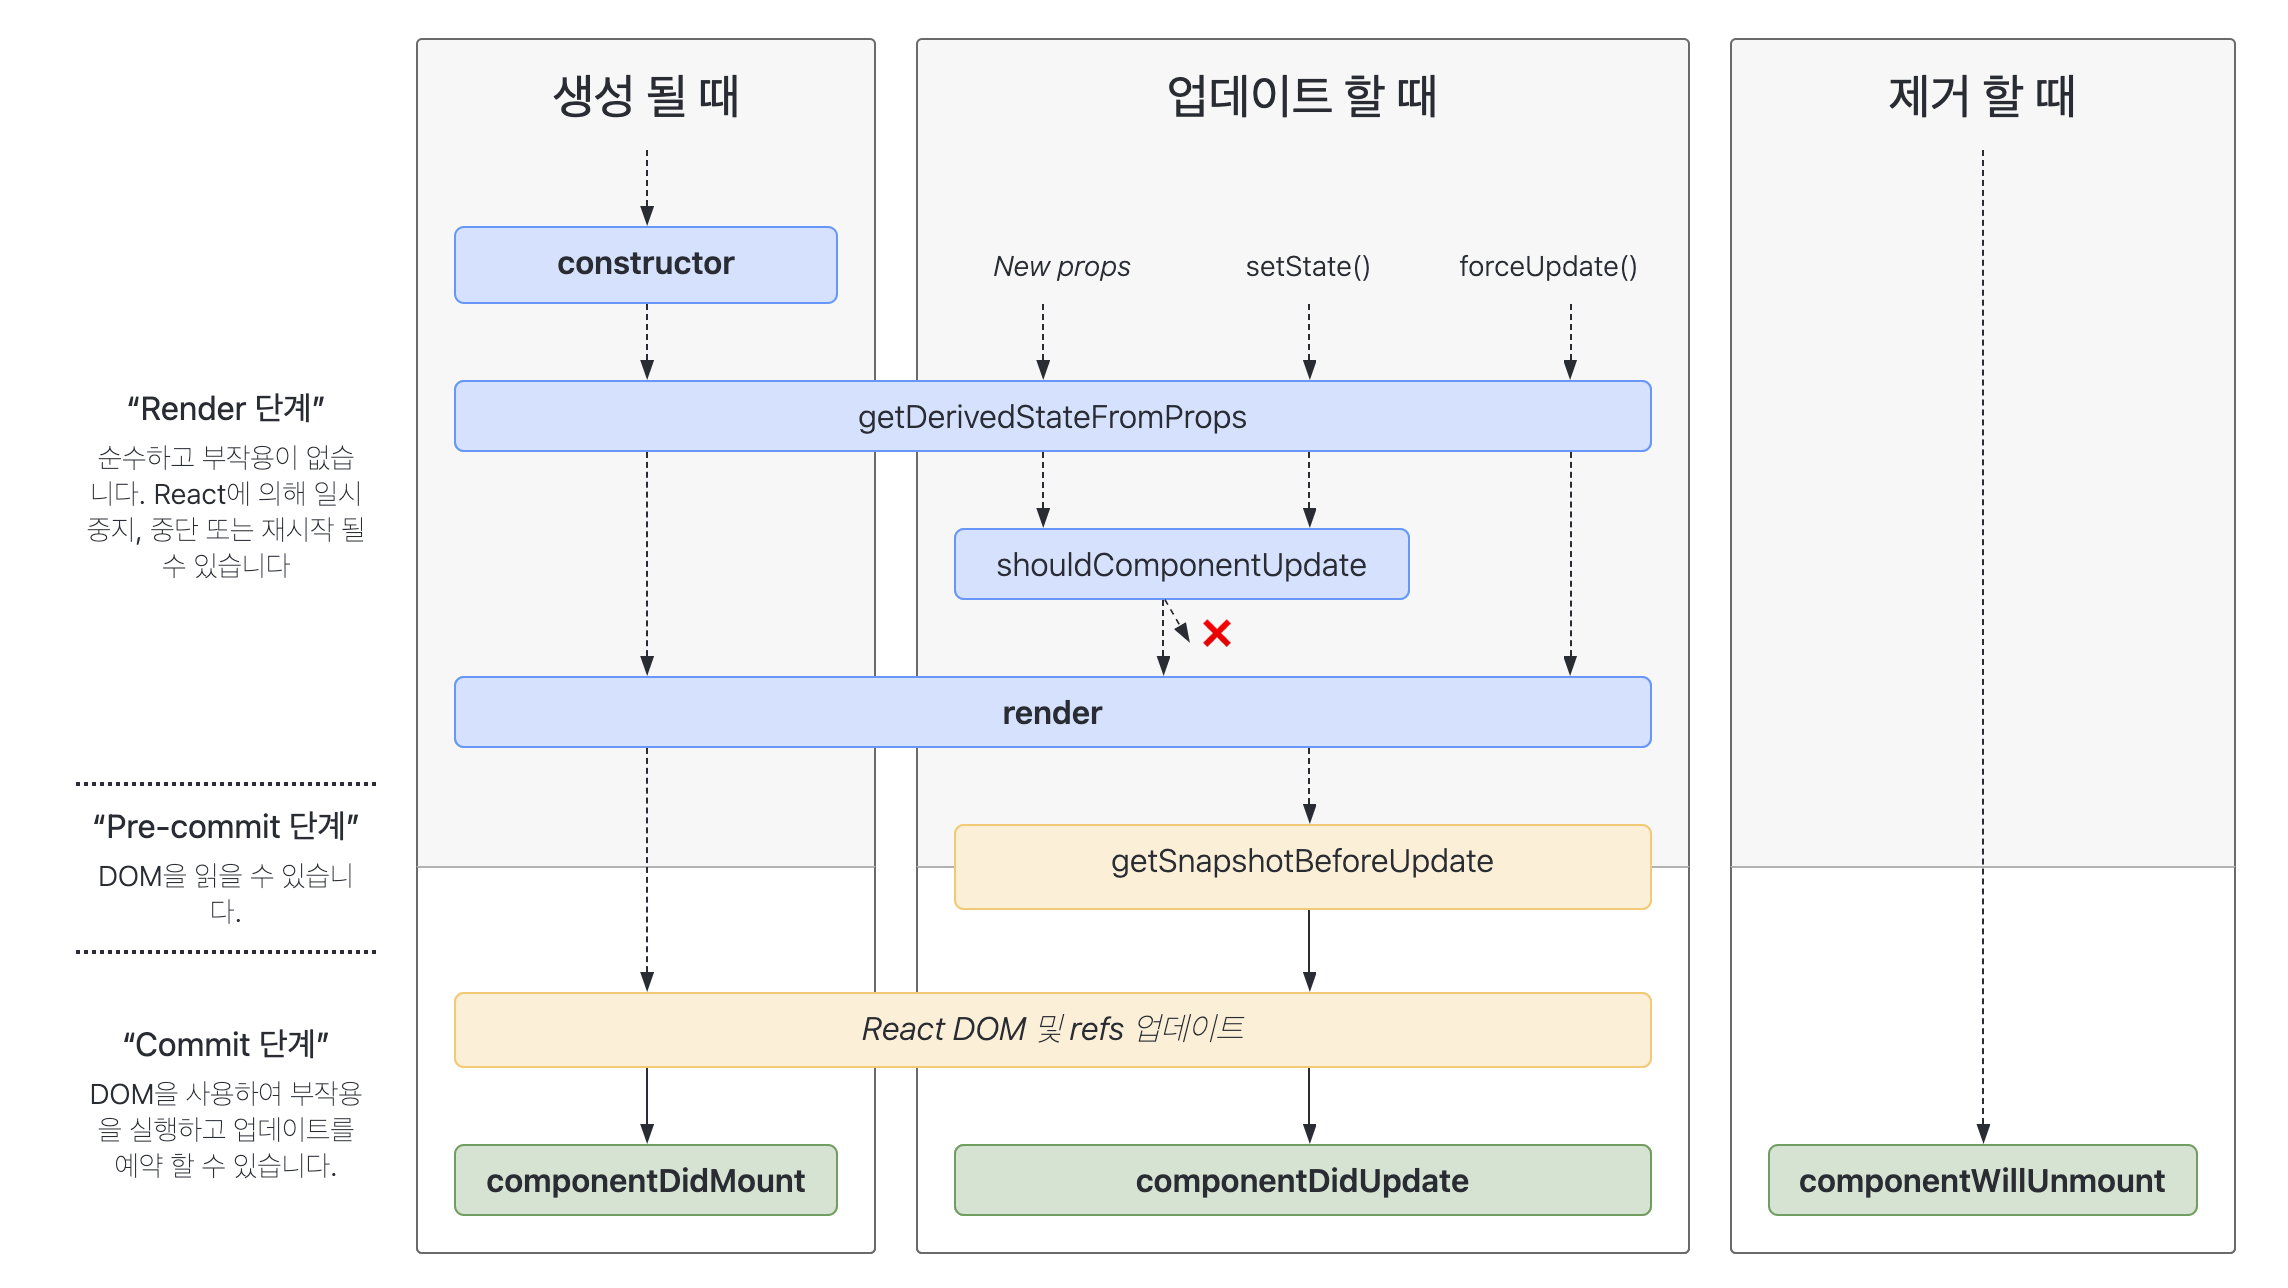 생성 될 때
업데이트 할 때
제거 할 때
constructor
New props
setState()
forceUpdate()
getDerivedStateFromProps
shouldComponentUpdate
render
getSnapshotBeforeUpdate
React DOM 및 refs 업데이트
componentDidMount
componentDidUpdate
componentWillUnmount
“Render 단계”
순수하고 부작용이 없습
니다. React에 의해 일시
중지, 중단 또는 재시작 될
수 있습니다
“Pre-commit 단계”
DOM을 읽을 수 있습니
다.
“Commit 단계”
DOM을 사용하여 부작용
을 실행하고 업데이트를
예약 할 수 있습니다.